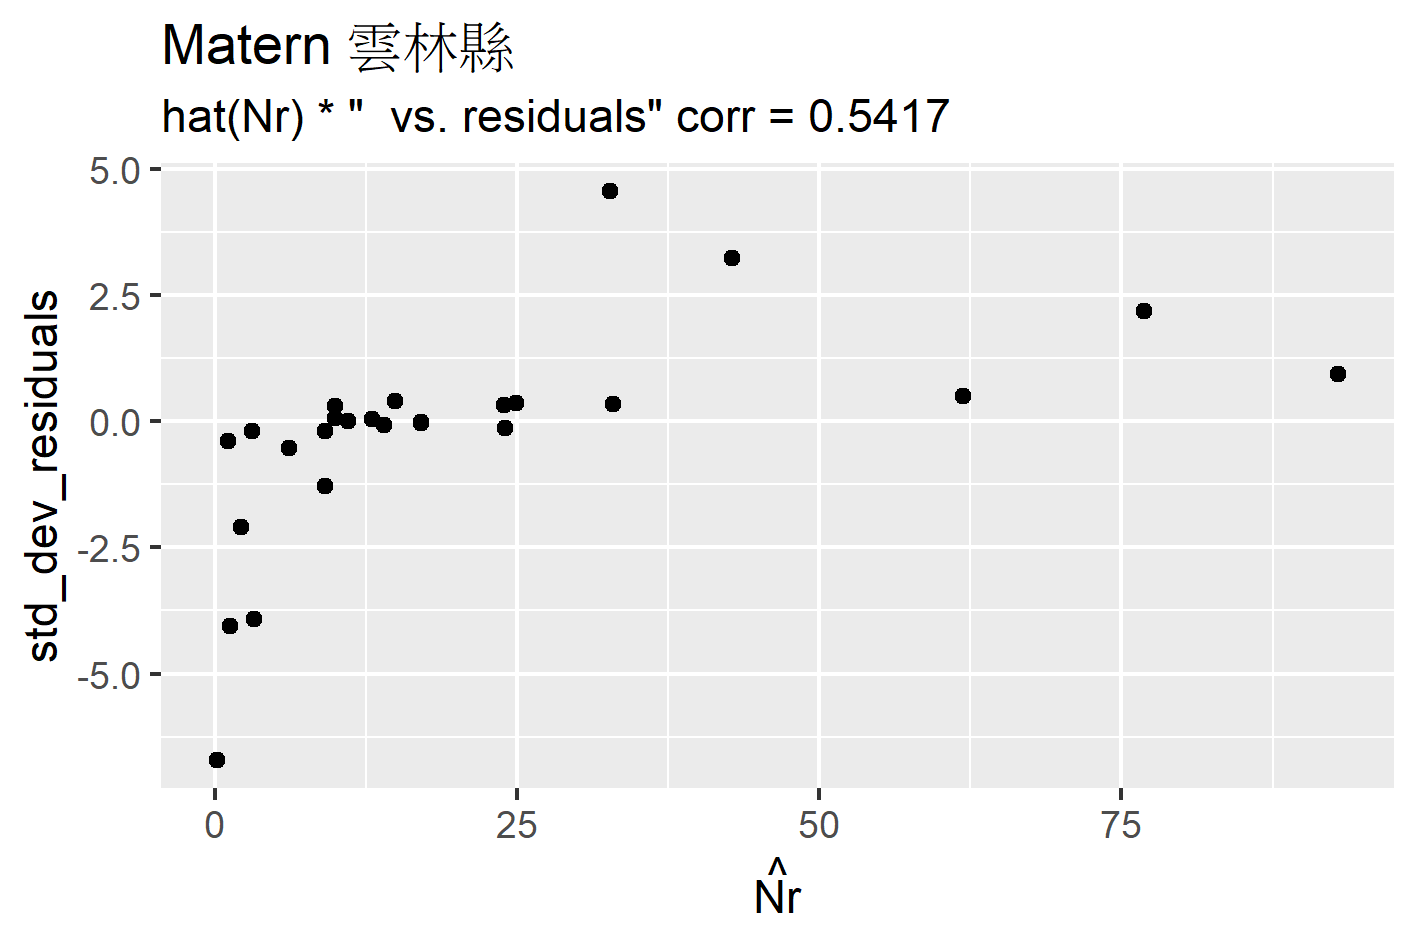 Matern 雲林縣
hat(Nr) * "  vs. residuals" corr = 0.5417
5.0
2.5
0.0
-2.5
-5.0
std_dev_residuals
0
25
50
75
N̂r